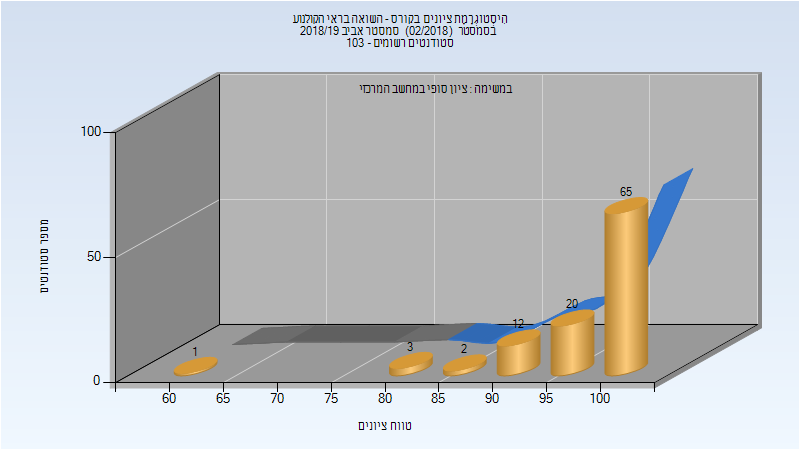 היסטוגרמת ציונים בקורס - השואה בראי הקולנוע
בסמסטר (02/2018) סמסטר אביב 2018/19
סטודנטים רשומים - 103
במשימה : ציון סופי במחשב המרכזי
מספר סטודנטים
100
50
0
1
3
2
12
20
65
60 65 70 75 80 85 90 95 100
טווח ציונים